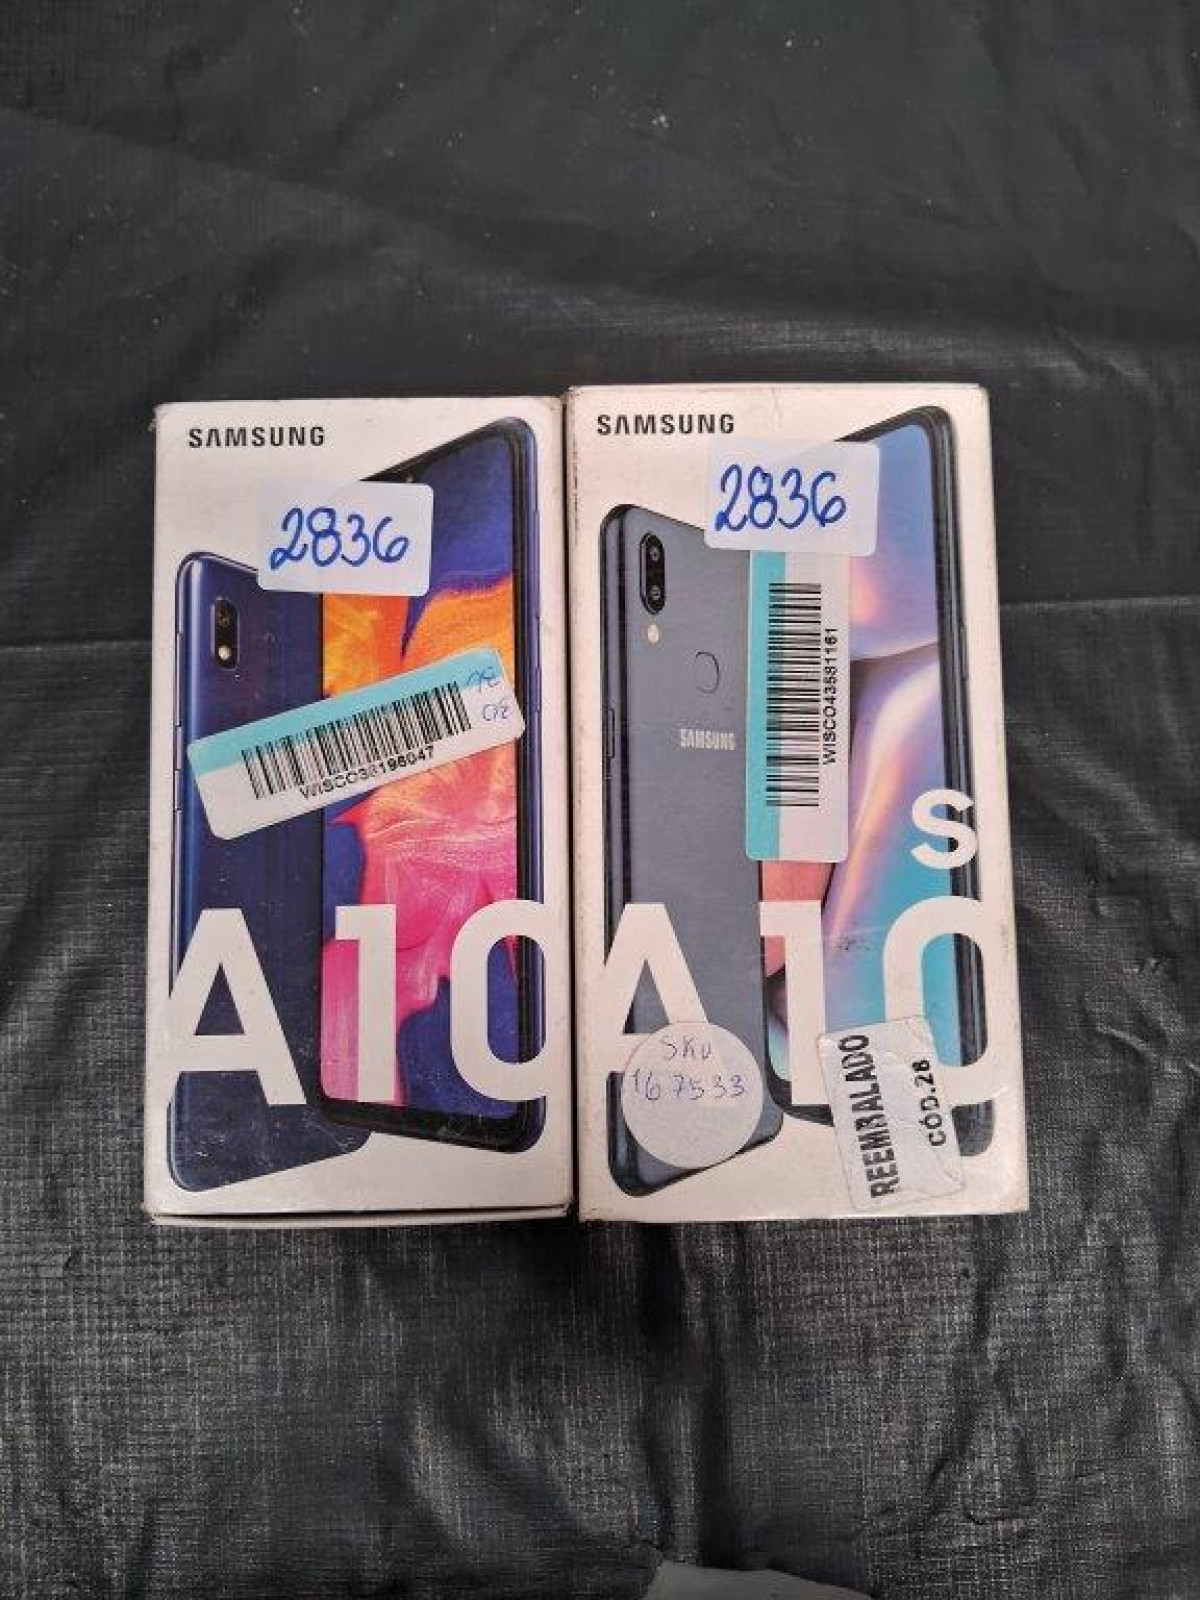 SAMSUNG
2836
WISCO38196047
A10
SAMSUNG
2836
WISCO43581161
SAMSUNG
s
A10
SKU
167533
REEMBALADO
CÓD.28